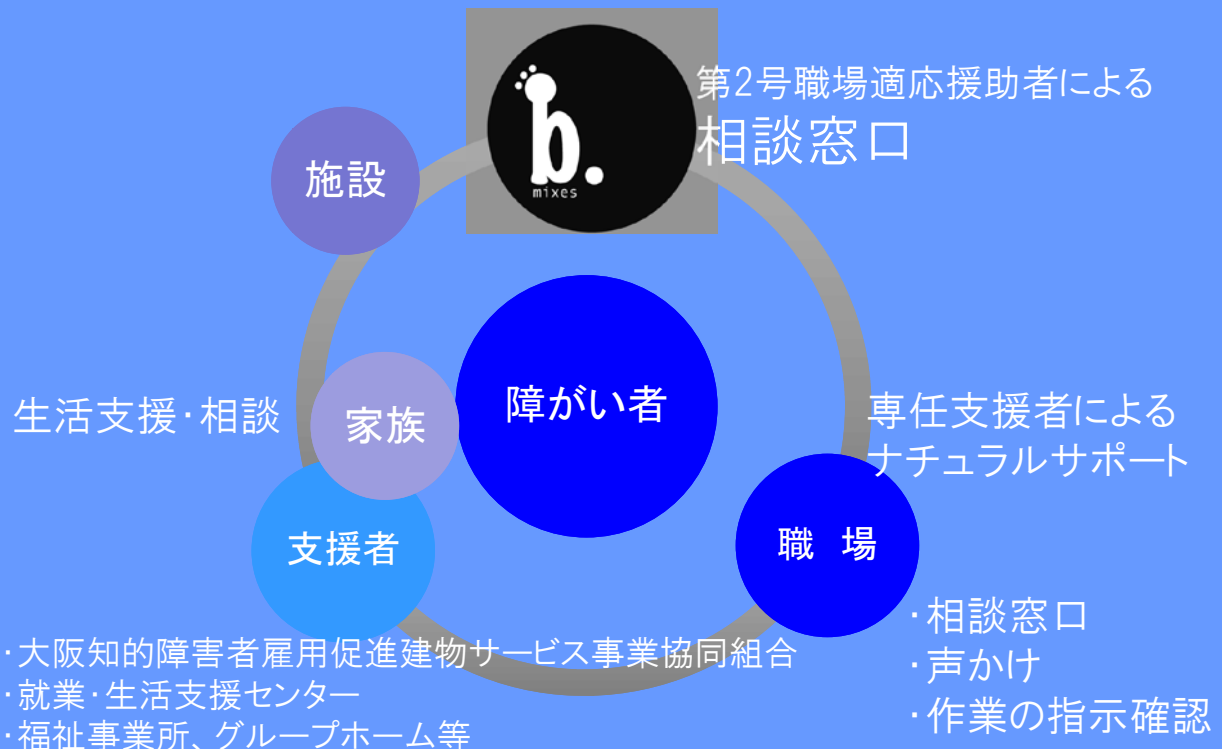 第2号職場適応援助者による
相談窓口
b.
mixes
施設
障がい者
生活支援・相談
家族
専任支援者による
ナチュラルサポート
支援者
職 場
・大阪知的障害者雇用促進建物サービス事業協同組合
・就業・生活支援センター
・福祉事業所、グループホーム等
・相談窓口
・声かけ
・作業の指示確認